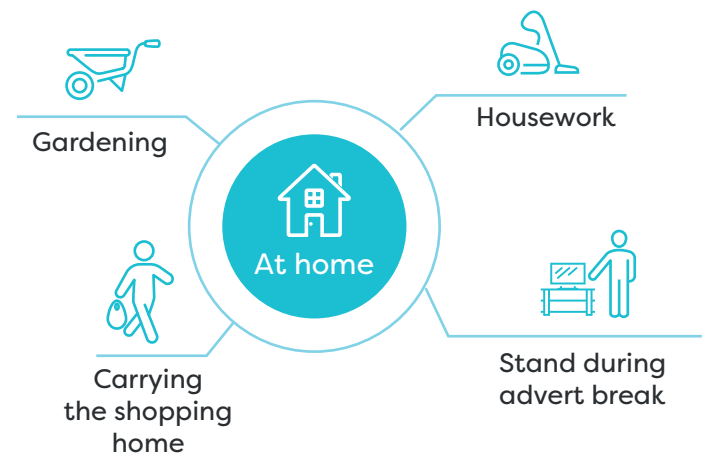 Gardening
Housework
At home
Carrying
the shopping
home
Stand during
advert break